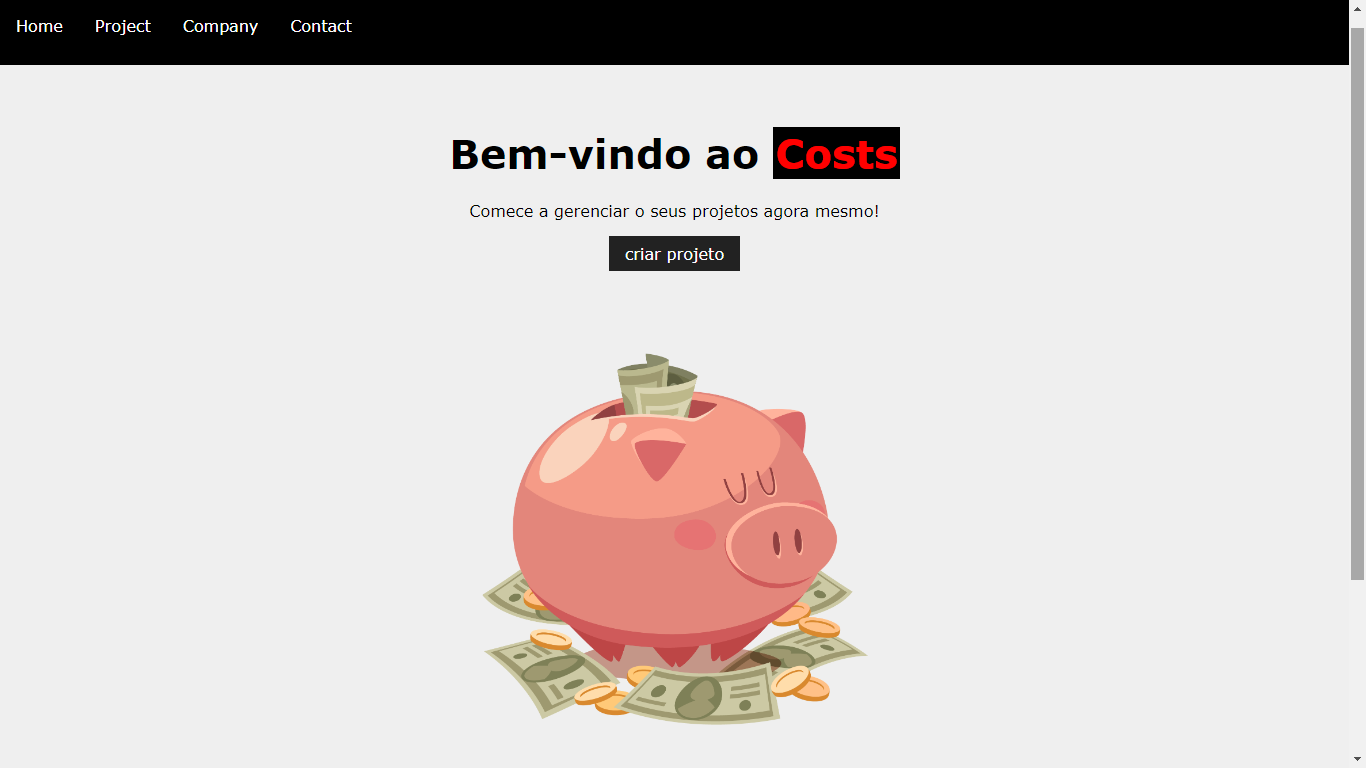 Home Project Company Contact
Bem-vindo ao Costs
Comece a gerenciar o seus projetos agora mesmo!
criar projeto